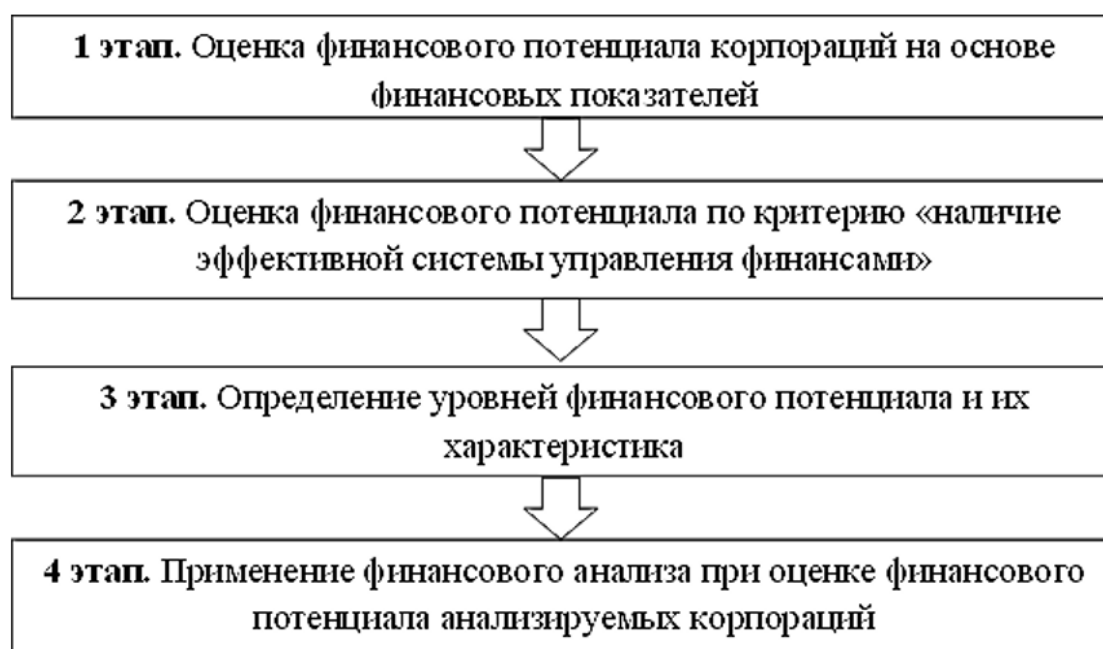 1 этап. Оценка финансового потенциала корпораций на основе
финансовых показателей
2 этап. Оценка финансового потенциала по критерию «наличие
эффективной системы управления финансами»
3 этап. Определение уровней финансового потенциала и их
характеристика
4 этап. Применение финансового анализа при оценке финансового
потенциала анализируемых корпораций